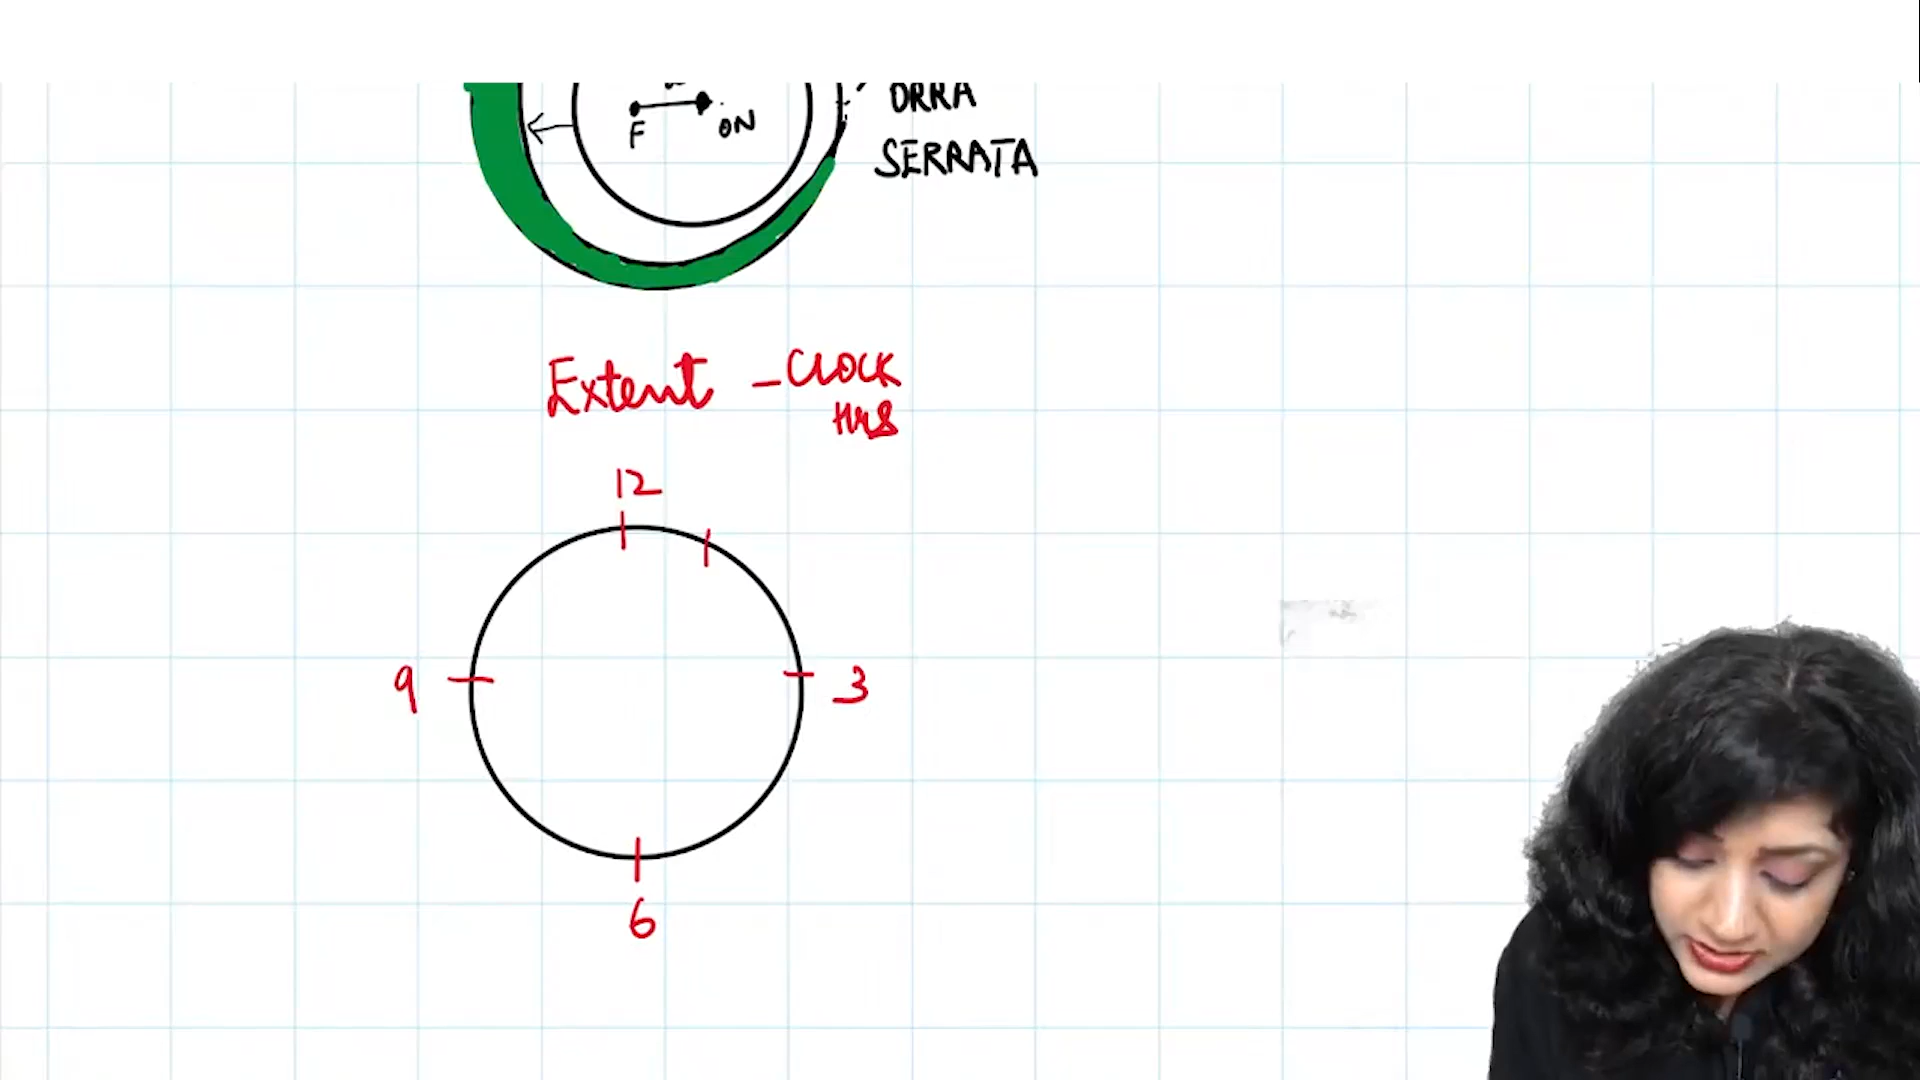 ORRA
F ON
SERRATA
Extent - CLOCK
Hrs
12
9 3
6